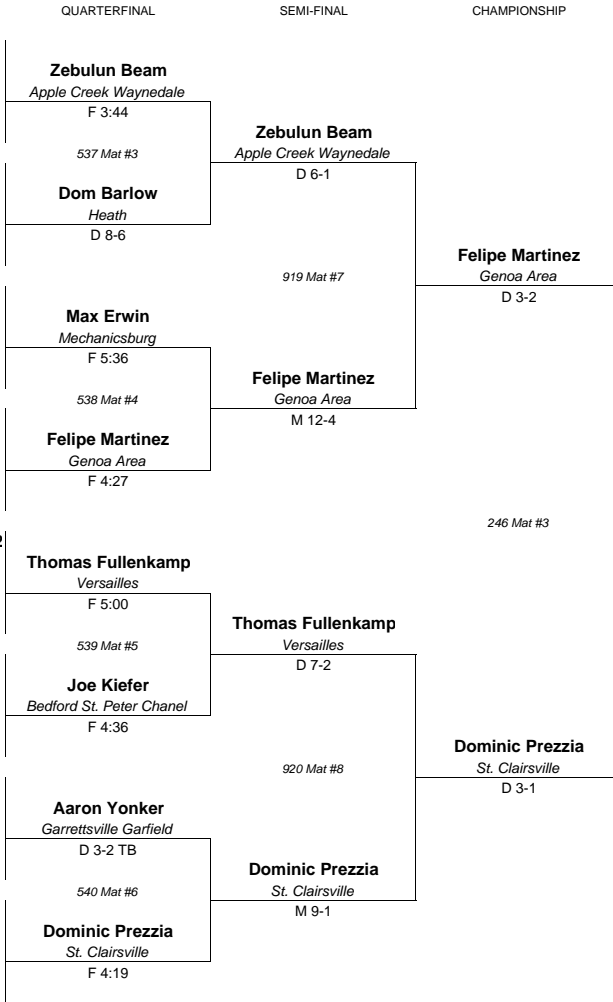 QUARTERFINAL SEMI-FINAL CHAMPIONSHIP
Zebulun Beam
Apple Creek Waynedale
F 3:44
Zebulun Beam
Apple Creek Waynedale
D 6-1
537 Mat #3
Dom Barlow
Heath
D 8-6
Felipe Martinez
Genoa Area
D 3-2
919 Mat #7
Max Erwin
Mechanicsburg
F 5:36
Felipe Martinez
Genoa Area
M 12-4
538 Mat #4
Felipe Martinez
Genoa Area
F 4:27
246 Mat #3
2
Thomas Fullenkamp
Versailles
F 5:00
Thomas Fullenkamp
Versailles
D 7-2
539 Mat #5
Joe Kiefer
Bedford St. Peter Chanel
F 4:36
Dominic Prezzia
St. Clairsville
D 3-1
920 Mat #8
Aaron Yonker
Garrettsville Garfield
D 3-2 TB
Dominic Prezzia
St. Clairsville
M 9-1
540 Mat #6
Dominic Prezzia
St. Clairsville
F 4:19